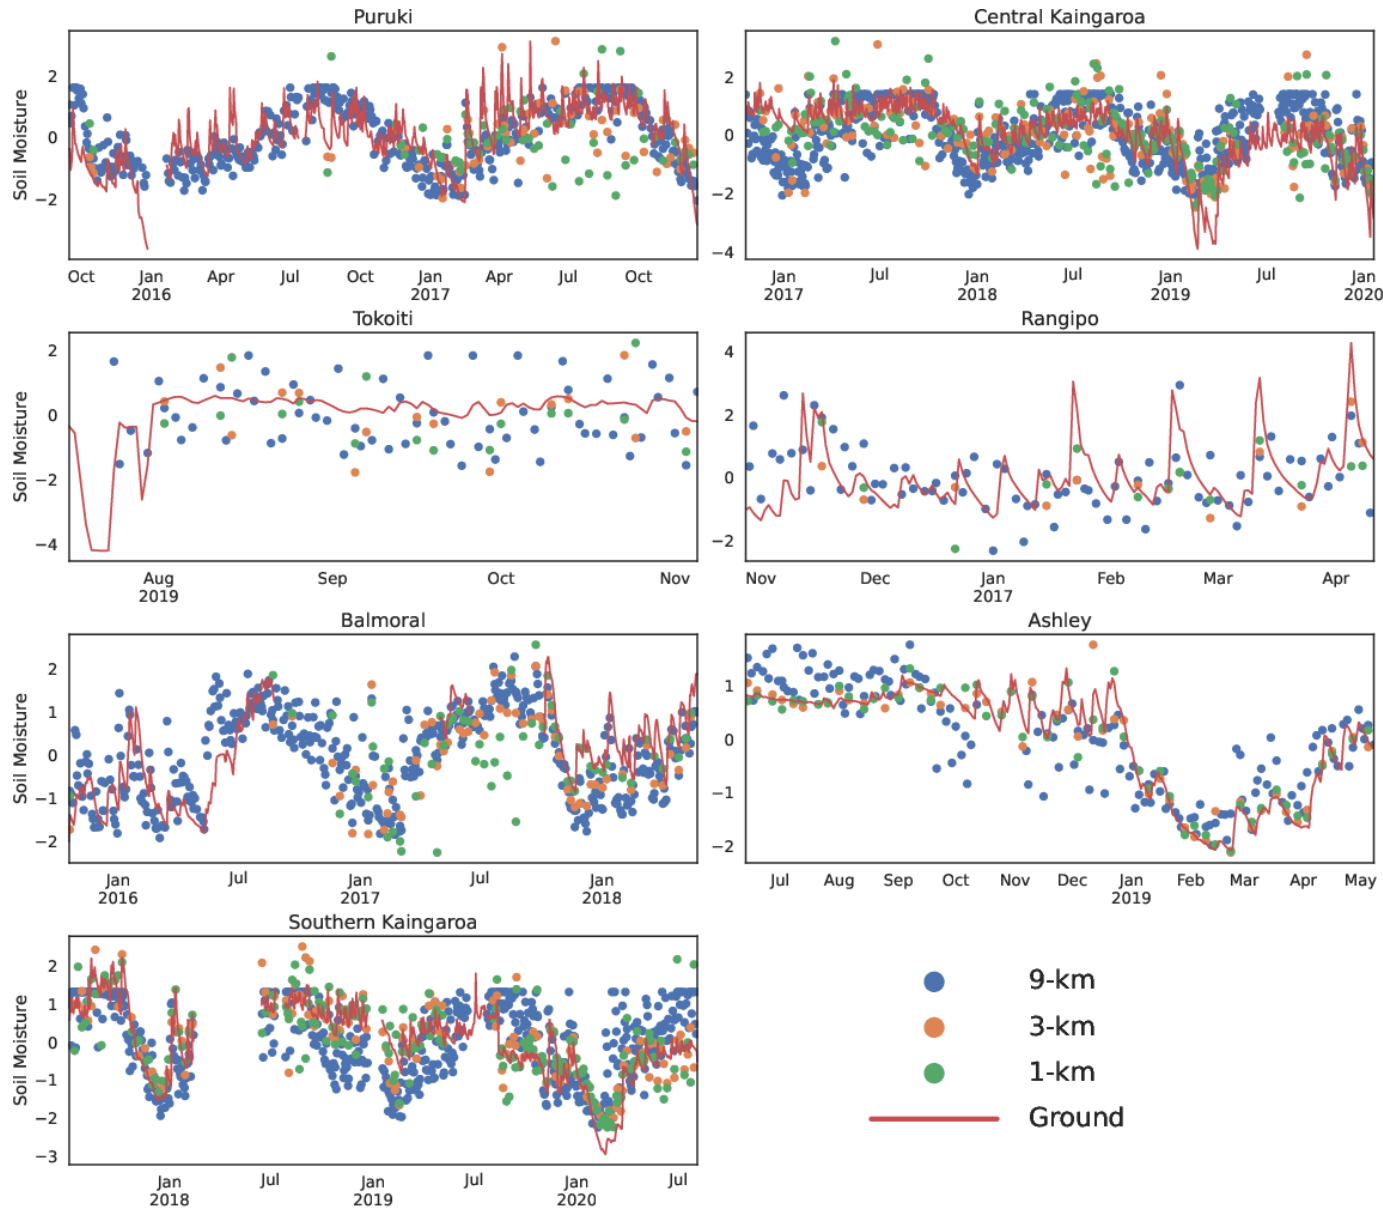 Puruki
Central Kaingaroa
Soil Moisture
2
0
−2
2
0
−2
−4
Oct Jan Apr Jul Oct Jan Apr Jul Oct
2016 2017
Jan Jul Jan Jul Jan Jul Jan
2017 2018 2019 2020
Tokoiti
Rangipo
Soil Moisture
2
0
−2
−4
4
2
0
−2
Aug Sep Oct Nov
2019
Nov Dec Jan Feb Mar Apr
2017
Balmoral
Ashley
Soil Moisture
2
1
0
−1
−2
1
0
−1
−2
Jan Jul Jan Jul Jan
2016 2017 2018
Jul Aug Sep Oct Nov Dec Jan Feb Mar Apr May
2019
Southern Kaingaroa
Soil Moisture
2
1
0
−1
−2
−3
Jan Jul Jan Jul Jan Jul
2018 2019 2020
9-km
3-km
1-km
Ground